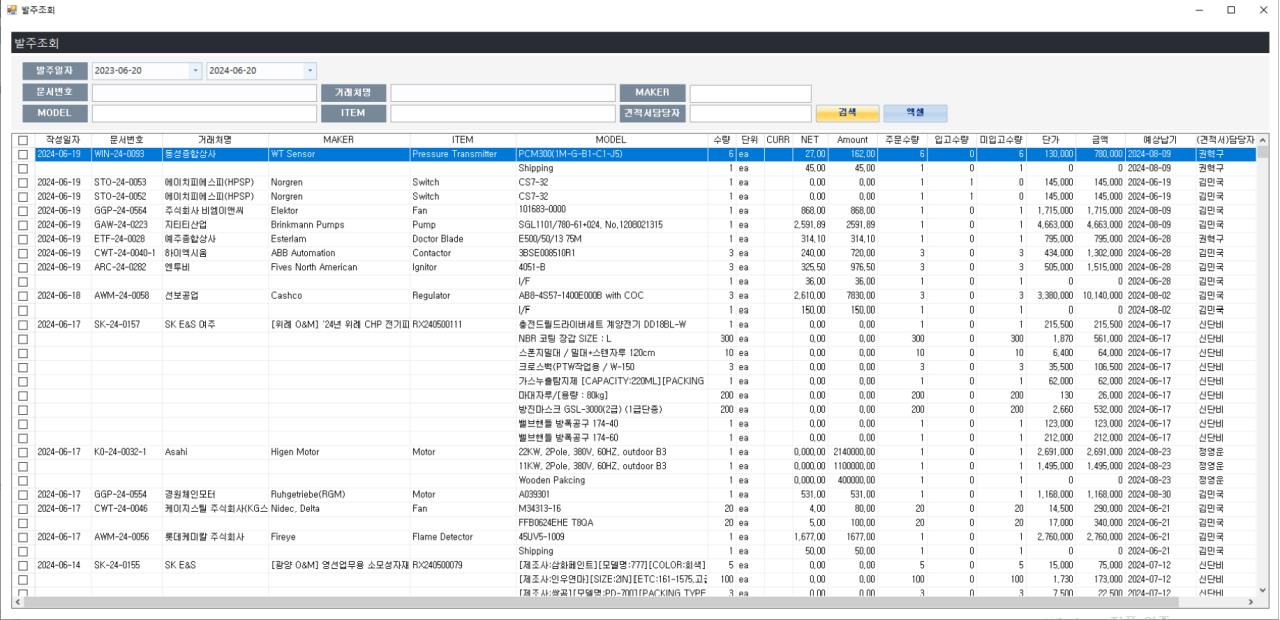 발주조회
발주조회
발주일자 2023-06-20 2024-06-20
문서번호 거래처명 MAKER
MODEL ITEM 견적서담당자 검색 엑셀
작성일자 문서번호 거래처명 MAKER ITEM MODEL 수량 단위 CURR NET Amount 주문수량 입고수량 미입고수량 단가 금액 예상납기 (견적서)담당자
2024-06-19 WIN-24-0093 동성종합상사 WT Sensor Pressure Transmitter PCM300(1M-G-B1-C1-J5) 6 ea 27,00 162,00 6 0 6 130,000 780,000 2024-08-09 권혁구
Shipping 1 ea 45,00 45,00 1 0 1 0 0 2024-08-09 권혁구
2024-06-19 STO-24-0053 에이치피에스피(HPSP) Norgren Switch CS7-32 1 ea 0,00 0,00 1 1 0 145,000 145,000 2024-06-19 김민국
2024-06-19 STO-24-0052 에이치피에스피(HPSP) Norgren Switch CS7-32 1 ea 0,00 0,00 1 1 0 145,000 145,000 2024-06-19 김민국
2024-06-19 GGP-24-0564 주식회사 비엠이앤씨 Elektor Fan 101683-0000 1 ea 868,00 868,00 1 0 1 1,715,000 1,715,000 2024-08-09 김민국
2024-06-19 GAW-24-0223 지티티산업 Brinkmann Pumps Pump SGL1101/780-61+024, No,1208021315 1 ea 2,591,89 2591,89 1 0 1 4,663,000 4,663,000 2024-08-09 김민국
2024-06-19 ETF-24-0028 예주종합상사 Esterlam Doctor Blade E500/50/13 75M 1 ea 314,10 314,10 1 0 1 795,000 795,000 2024-06-28 권혁구
2024-06-19 CWT-24-0040-1 하이엑시움 ABB Automation Contactor 3BSE008510R1 3 ea 240,00 720,00 3 0 3 434,000 1,302,000 2024-06-28 김민국
2024-06-19 ARC-24-0282 엔투비 Fives North American Ignitor 4051-B 3 ea 325,50 976,50 3 0 3 505,000 1,515,000 2024-06-28 김민국
I/F 1 ea 36,00 36,00 1 0 1 0 0 2024-06-28 김민국
2024-06-18 AWM-24-0058 선보공업 Cashco Regulator AB8-4S57-1400E000B with COC 3 ea 2,610,00 7830,00 3 0 3 3,380,000 10,140,000 2024-08-02 김민국
I/F 1 ea 150,00 150,00 1 0 1 0 0 2024-08-02 김민국
2024-06-17 SK-24-0157 SK E&S 여주 [위례 O&M] '24년 위례 CHP 전기피 RX240500111 충전드릴드라이버세트 계양전기 DD18BL-W 1 ea 0,00 0,00 1 0 1 215,500 215,500 2024-06-17 신단비
NBR 코팅 장갑 SIZE : L 300 ea 0,00 0,00 300 0 300 1,870 561,000 2024-06-17 신단비
스폰지밀대 / 밀대+스텐자루 120cm 10 ea 0,00 0,00 10 0 10 6,400 64,000 2024-06-17 신단비
크로스백(PTW작업용 / W-150 3 ea 0,00 0,00 3 0 3 35,500 106,500 2024-06-17 신단비
가스누출탐지제 [CAPACITY:220ML][PACKING 1 ea 0,00 0,00 1 0 1 62,000 62,000 2024-06-17 신단비
마대자루/[용량 : 80kg] 200 ea 0,00 0,00 200 0 200 130 26,000 2024-06-17 신단비
방진마스크 GSL-3000(2급) (1급단종) 200 ea 0,00 0,00 200 0 200 2,660 532,000 2024-06-17 신단비
밸브핸들 방폭공구 174-40 1 ea 0,00 0,00 1 0 1 123,000 123,000 2024-06-17 신단비
밸브핸들 방폭공구 174-60 1 ea 0,00 0,00 1 0 1 212,000 212,000 2024-06-17 신단비
2024-06-17 KO-24-0032-1 Asahi Higen Motor Motor 22KW, 2Pole, 380V, 60HZ, outdoor B3 1 ea 0,000,00 2140000,00 1 0 1 2,691,000 2,691,000 2024-08-23 정영운
11KW, 2Pole, 380V, 60HZ, outdoor B3 1 ea 0,000,00 1100000,00 1 0 1 1,495,000 1,495,000 2024-08-23 정영운
Wooden Pakcing 1 ea 0,000,00 400000,00 1 0 1 0 0 2024-08-23 정영운
2024-06-17 GGP-24-0554 경원체인모터 Ruhgetriebe(RGM) Motor A039301 1 ea 531,00 531,00 1 0 1 1,168,000 1,168,000 2024-08-30 김민국
2024-06-17 CWT-24-0046 케이지스틸 주식회사(KG스 Nidec, Delta Fan M34313-16 20 ea 4,00 80,00 20 0 20 14,500 290,000 2024-06-21 김민국
FFB0624EHE T8QA 20 ea 5,00 100,00 20 0 20 17,000 340,000 2024-06-21 김민국
2024-06-17 AWM-24-0056 롯데케미칼 주식회사 Fireye Flame Detector 45UV5-1009 1 ea 1,677,00 1677,00 1 0 1 2,760,000 2,760,000 2024-06-21 김민국
Shipping 1 ea 50,00 50,00 1 0 1 0 0 2024-06-21 김민국
2024-06-14 SK-24-0155 SK E&S [광양 O&M] 영선업무용 소모성자재 RX240500079 [제조사:삼화페인트][모델명:777][COLOR:회색] 5 ea 0,00 0,00 5 0 5 15,000 75,000 2024-07-12 신단비
[제조사:인우연마][SIZE:2IN][ETC:161-1575,고급 100 ea 0,00 0,00 100 0 100 1,730 173,000 2024-07-12 신단비
[제조사:쌍곰][모델명:PD-700][PACKING TYPE 3 ea 0,00 0,00 3 0 3 7,500 22,500 2024-07-12 신단비